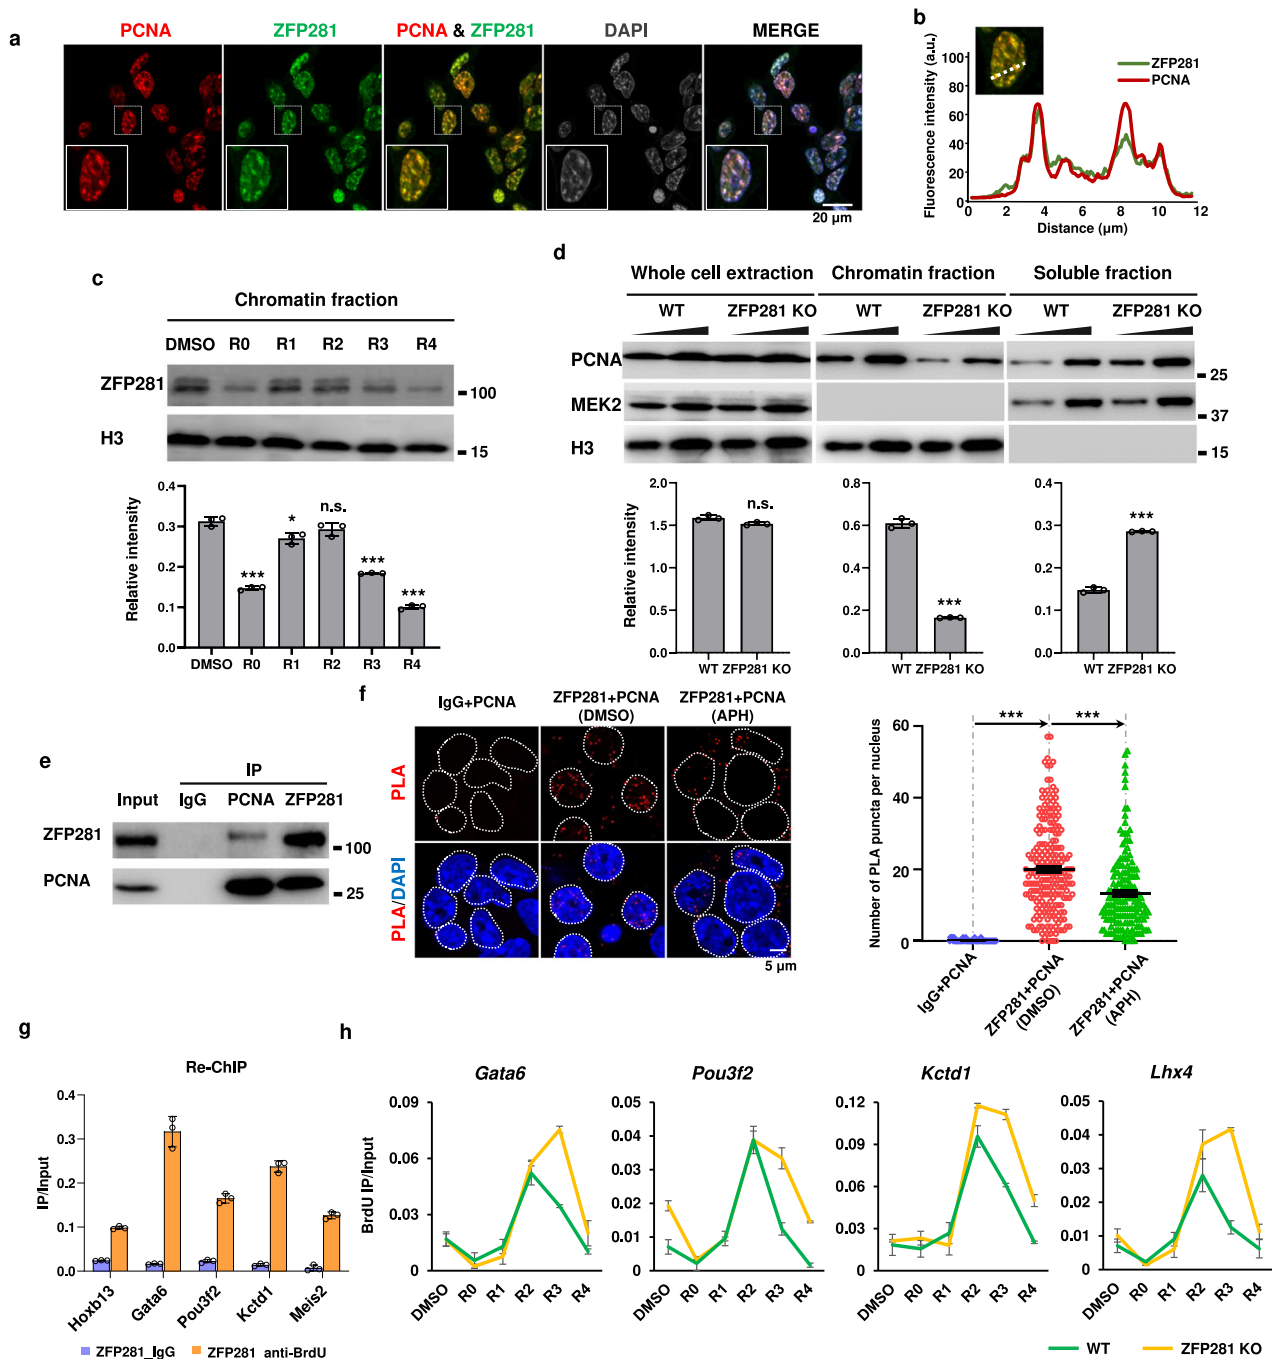 a
PCNA
ZFP281
PCNA & ZFP281
DAPI
MERGE
20 µm
b
Fluorescence intensity (a.u.)
100
80
60
40
20
0
0 2 4 6 8 10 12
Distance (µm)
ZFP281
PCNA
c
Chromatin fraction
DMSO R0 R1 R2 R3 R4
ZFP281
100
H3
15
Relative intensity
0.4
0.3
0.2
0.1
0.0
*** * n.s. *** ***
DMSO R0 R1 R2 R3 R4
d
Whole cell extraction Chromatin fraction Soluble fraction
WT ZFP281 KO WT ZFP281 KO WT ZFP281 KO
PCNA
25
MEK2
37
H3
15
Relative intensity
2.0
1.5
1.0
0.5
0.0
n.s.
WT ZFP281 KO
0.8
0.6
0.4
0.2
0.0
***
WT ZFP281 KO
0.4
0.3
0.2
0.1
0.0
***
WT ZFP281 KO
e
IP
Input IgG PCNA ZFP281
ZFP281
100
PCNA
25
f
IgG+PCNA
ZFP281+PCNA
(DMSO)
ZFP281+PCNA
(APH)
PLA
PLA/DAPI
5 µm
Number of PLA puncta per nucleus
60
40
20
0
*** ***
IgG+PCNA
ZFP281+PCNA
(DMSO)
ZFP281+PCNA
(APH)
g
Re-ChIP
IP/Input
0.4
0.3
0.2
0.1
0.0
Hoxb13 Gata6 Pou3f2 Kctd1 Meis2
ZFP281_IgG ZFP281_anti-BrdU
h
BrdU IP/Input
Gata6
0.09
0.06
0.03
0
DMSO R0 R1 R2 R3 R4
Pou3f2
0.05
0.04
0.03
0.02
0.01
0
DMSO R0 R1 R2 R3 R4
Kctd1
0.12
0.09
0.06
0.03
0
DMSO R0 R1 R2 R3 R4
Lhx4
0.05
0.04
0.03
0.02
0.01
0
DMSO R0 R1 R2 R3 R4
WT ZFP281 KO